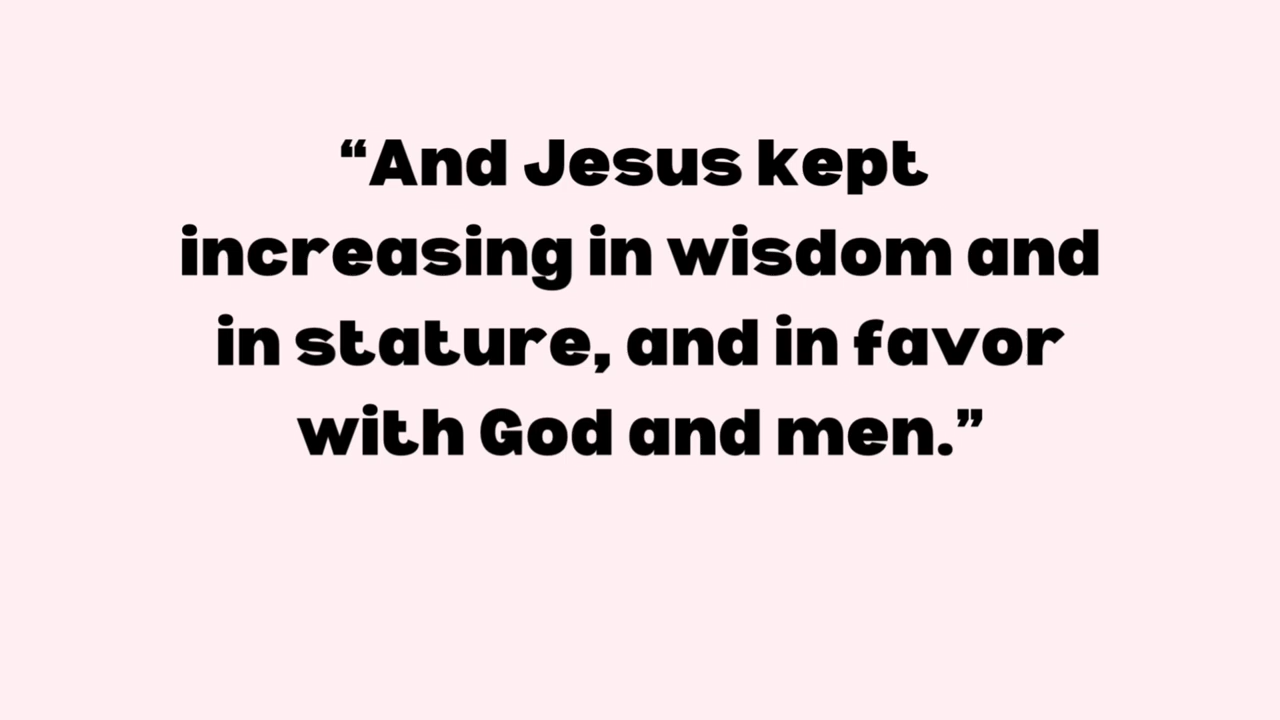 “And Jesus kept
increasing in wisdom and
in stature, and in favor
with God and men.”